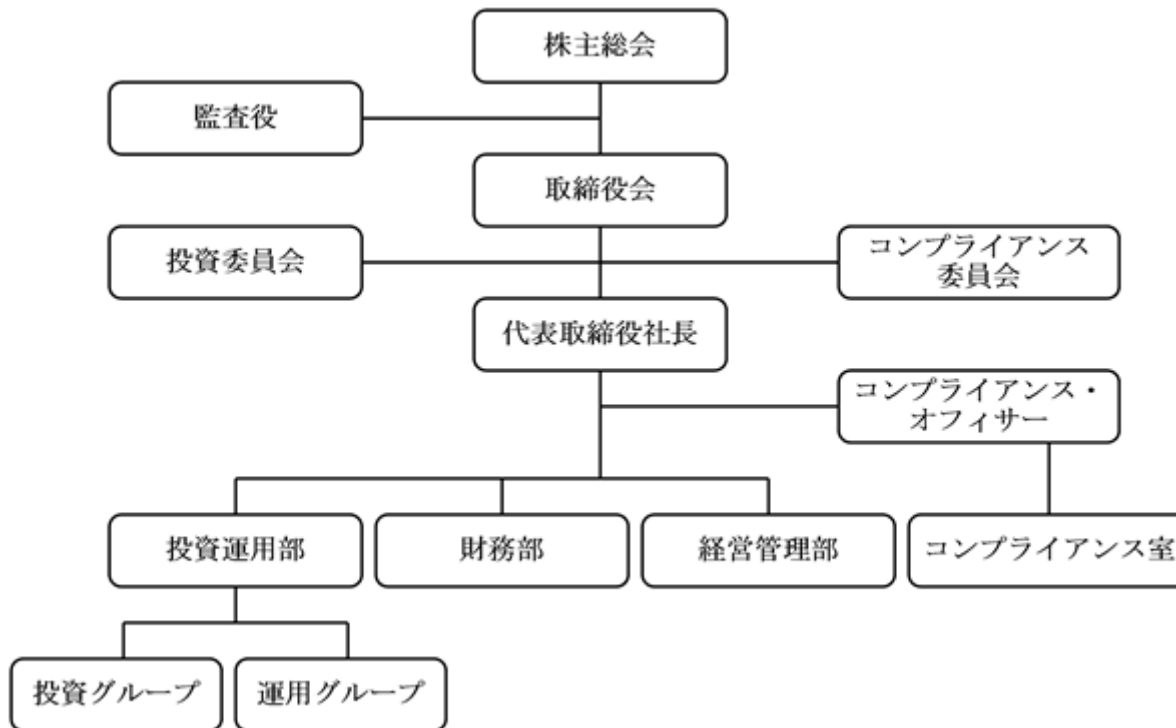 株主総会
監査役
取締役会
投資委員会
コンプライアンス
委員会
代表取締役社長
コンプライアンス・
オフィサー
投資運用部
財務部
経営管理部
コンプライアンス室
投資グループ
運用グループ